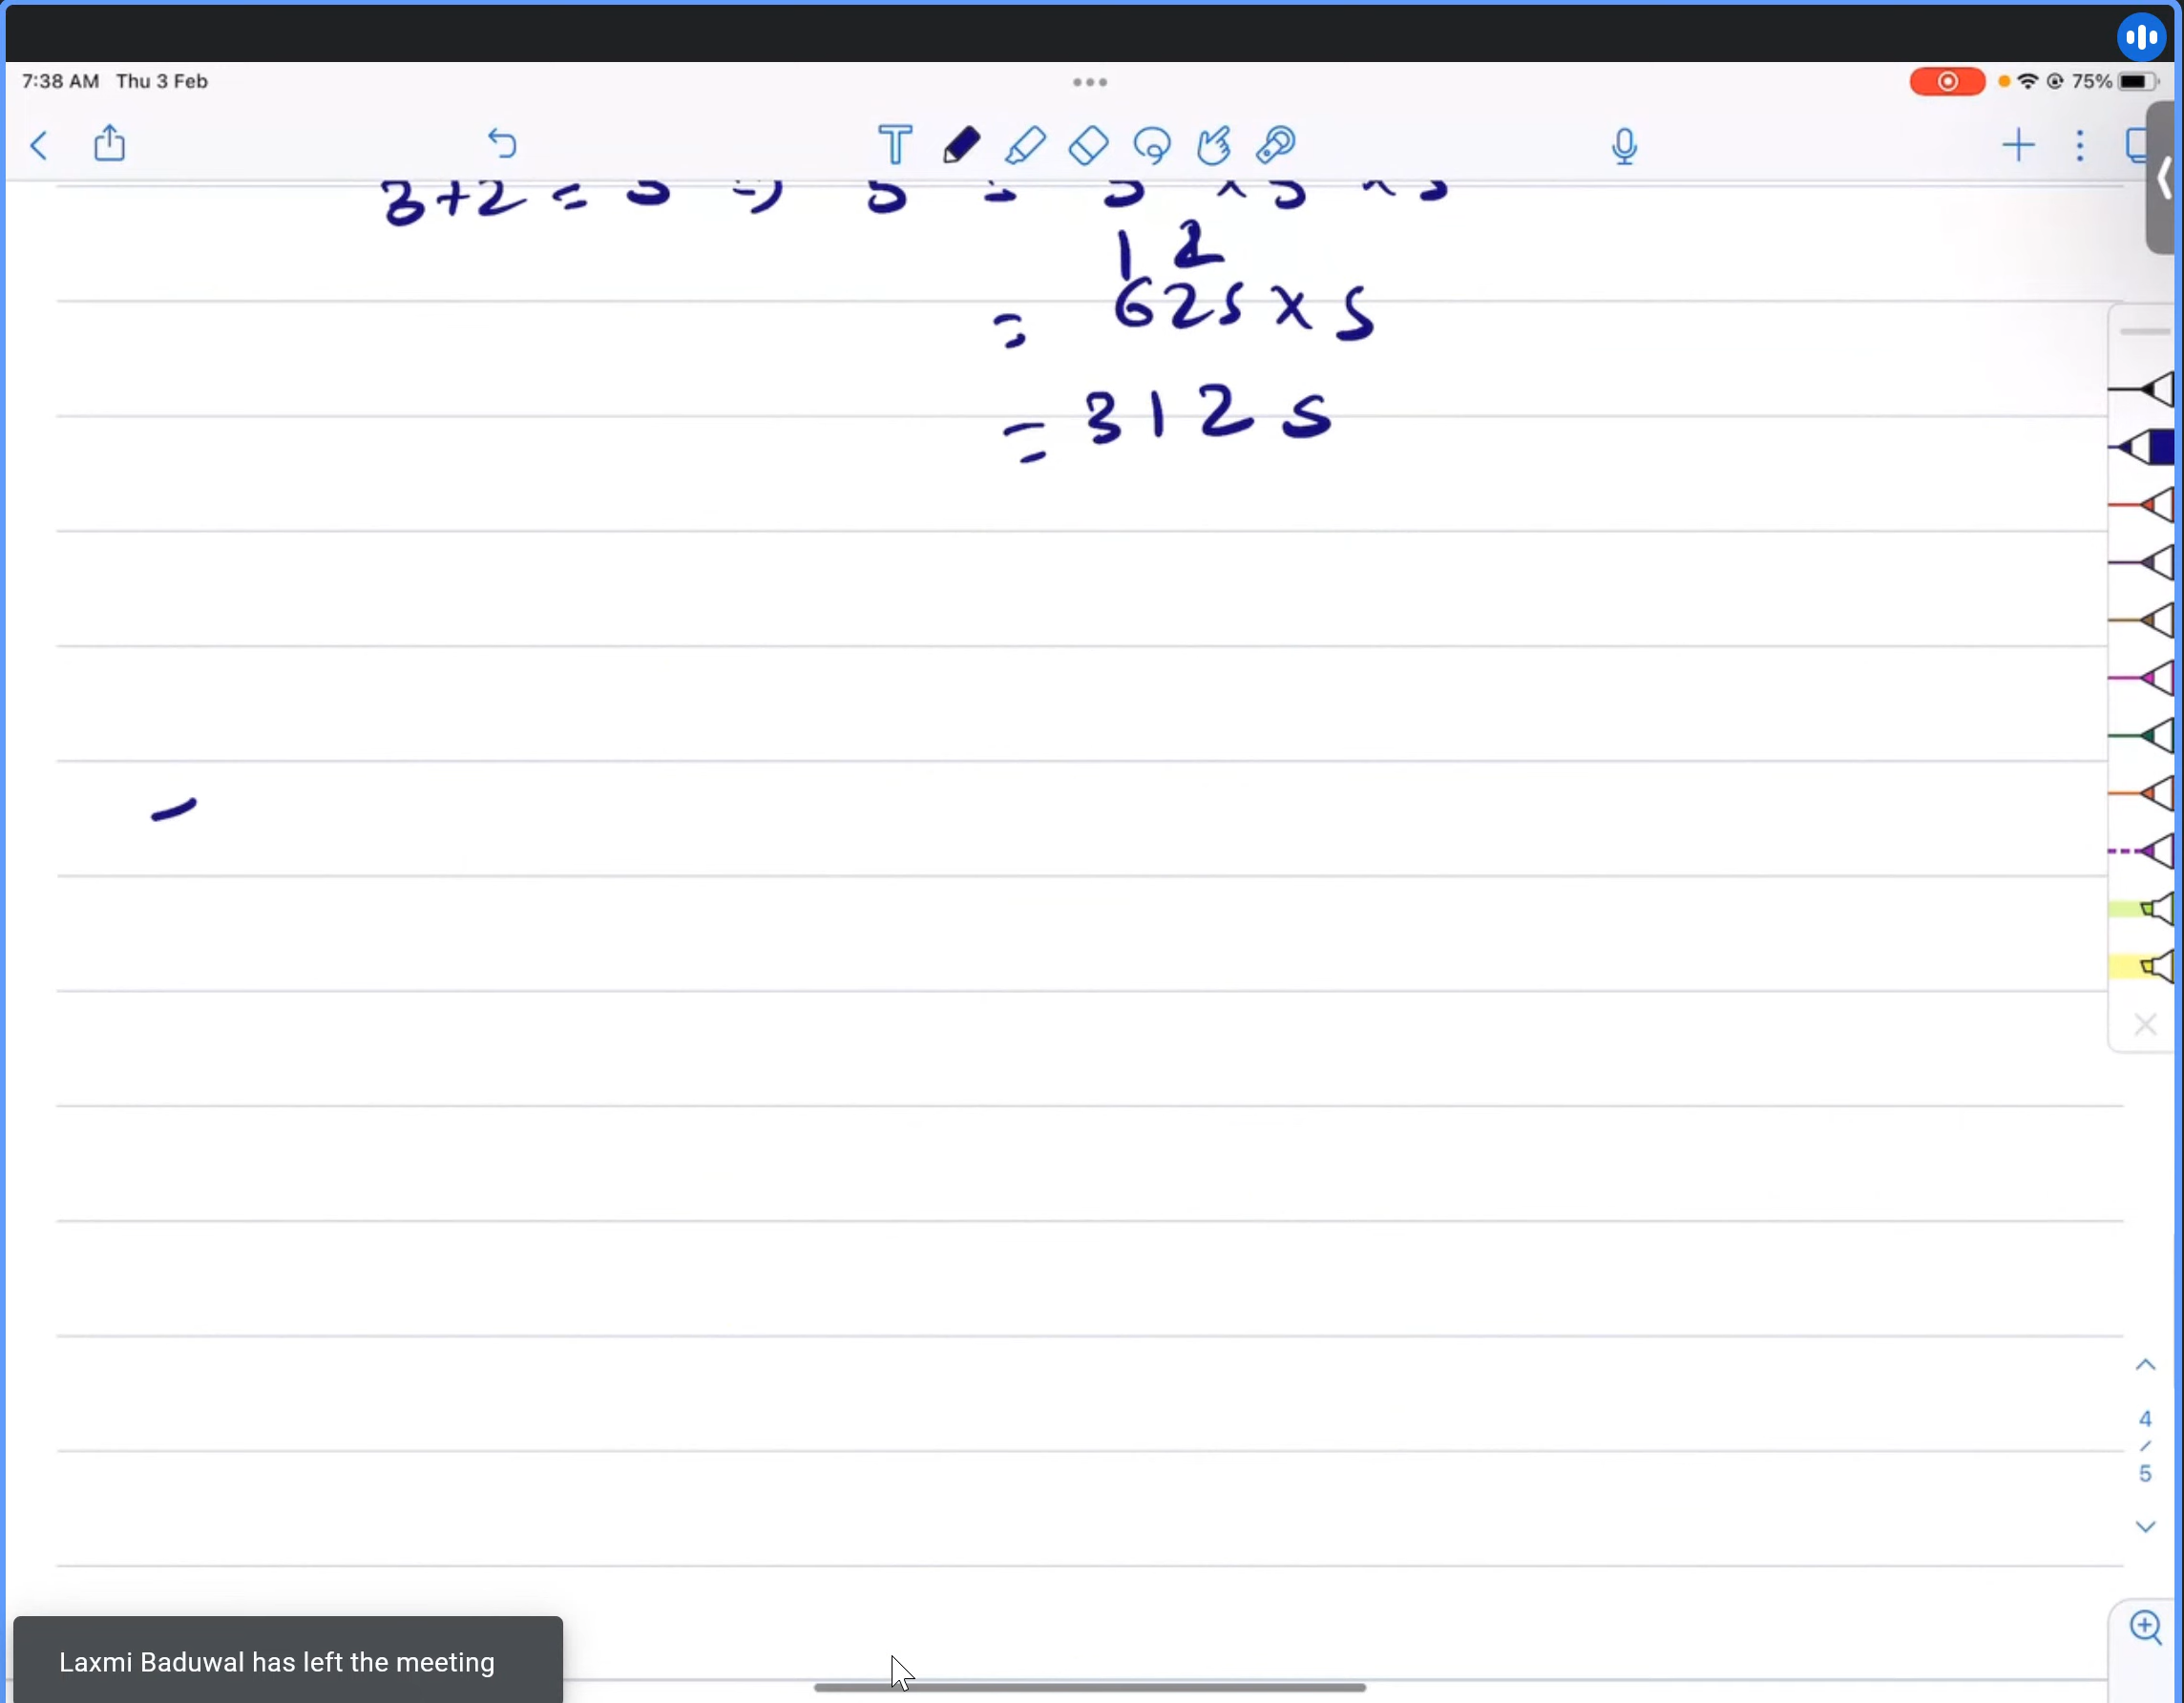 7:38 AM Thu 3 Feb
75%
T
3+2 = 5 ⇒ 5 = 5 × 5 × 5
1 2
= 625 x 5
= 3125
4
/
5
Laxmi Baduwal has left the meeting